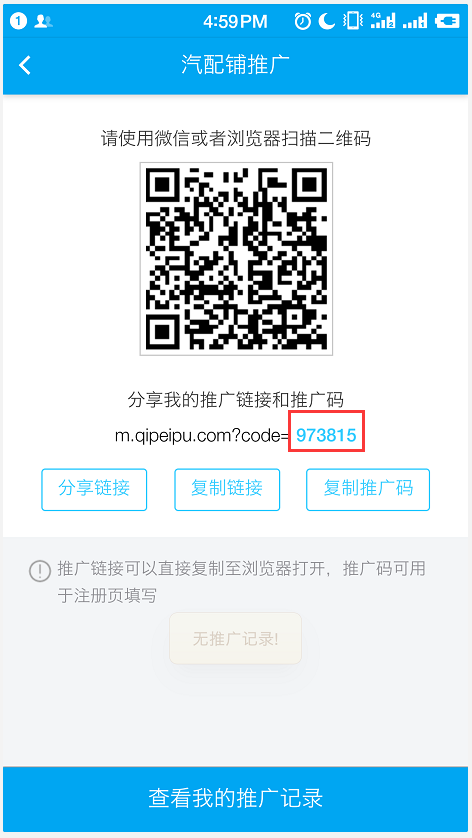 1 4:59 PM 4G
汽配铺推广
请使用微信或者浏览器扫描二维码
分享我的推广链接和推广码
m.qipeipu.com?code=973815
分享链接 复制链接 复制推广码
推广链接可以直接复制至浏览器打开，推广码可用
于注册页填写
无推广记录!
查看我的推广记录